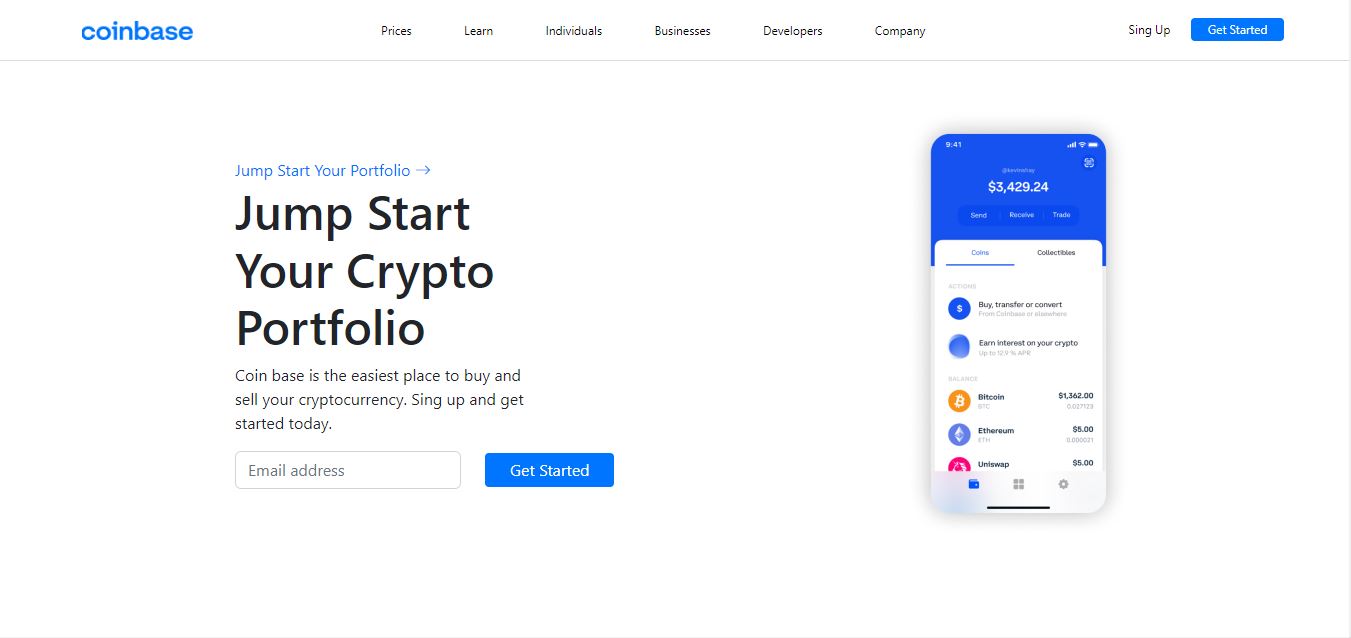 coinbase
Prices Learn Individuals Businesses Developers Company Sing Up Get Started
Jump Start Your Portfolio →
Jump Start
Your Crypto
Portfolio
Coin base is the easiest place to buy and
sell your cryptocurrency. Sing up and get
started today.
Email address Get Started
9:41
@kevinshay
$3,429.24
Send Receive Trade
Coins Collectibles
ACTIONS
$ Buy, transfer or convert
From Coinbase or elsewhere
Earn interest on your crypto
Up to 12.9 % APR
BALANCE
Bitcoin $1,362.00
BTC 0.027123
Ethereum $5.00
ETH 0.000021
Uniswap $5.00